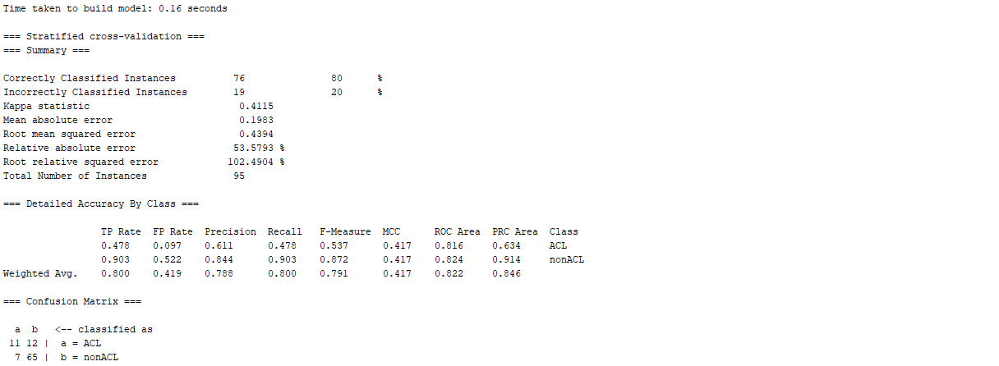 Time taken to build model: 0.16 seconds
=== Stratified cross-validation ===
=== Summary ===
Correctly Classified Instances          76               80      %
Incorrectly Classified Instances        19               20      %
Kappa statistic                          0.4115
Mean absolute error                      0.1983
Root mean squared error                  0.4394
Relative absolute error                 53.5793 %
Root relative squared error            102.4904 %
Total Number of Instances               95
=== Detailed Accuracy By Class ===
                 TP Rate  FP Rate  Precision  Recall   F-Measure  MCC      ROC Area  PRC Area  Class
                 0.478    0.097    0.611      0.478    0.537      0.417    0.816     0.634     ACL
                 0.903    0.522    0.844      0.903    0.872      0.417    0.824     0.914     nonACL
Weighted Avg.    0.800    0.419    0.788      0.800    0.791      0.417    0.822     0.846
=== Confusion Matrix ===
  a  b   <-- classified as
 11 12 |  a = ACL
  7 65 |  b = nonACL